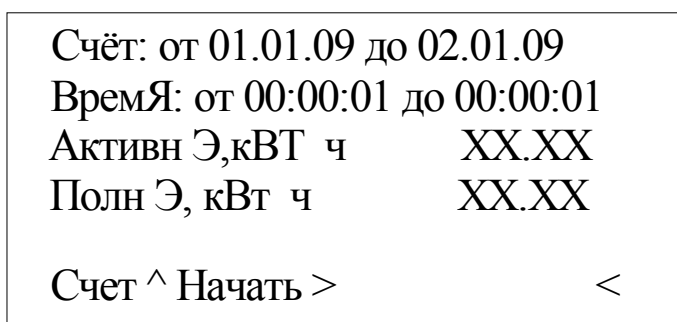 Счёт: от 01.01.09 до 02.01.09
ВремЯ: от 00:00:01 до 00:00:01
Активн Э,кВТ ч XX.XX
Полн Э, кВт ч XX.XX
Счет ^ Начать > <